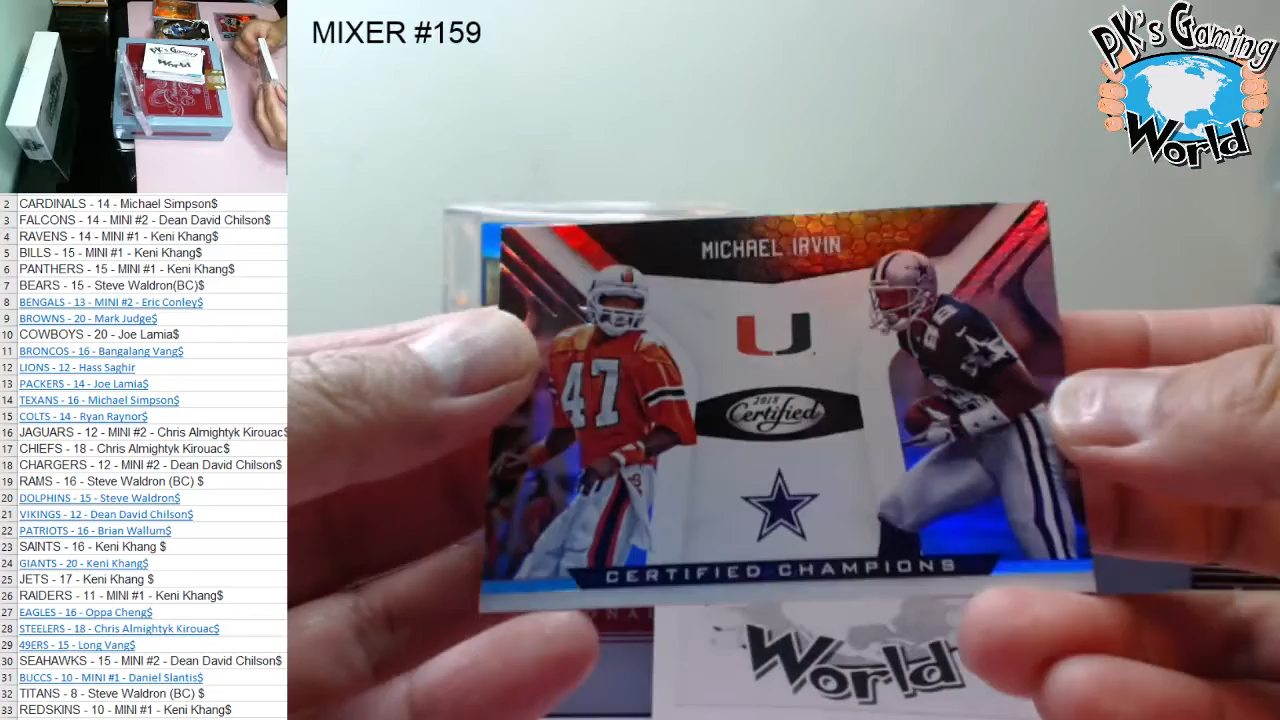 MIXER #159
PK's Gaming
World
PK's Gaming
World
2 CARDINALS - 14 - Michael Simpson$
3 FALCONS - 14 - MINI #2 - Dean David Chilson$
4 RAVENS - 14 - MINI #1 - Keni Khang$
5 BILLS - 15 - MINI #1 - Keni Khang$
6 PANTHERS - 15 - MINI #1 - Keni Khang$
7 BEARS - 15 - Steve Waldron(BC)$
8 BENGALS - 13 - MINI #2 - Eric Conley$
9 BROWNS - 20 - Mark Judge$
10 COWBOYS - 20 - Joe Lamia$
11 BRONCOS - 16 - Bangalang Vang$
12 LIONS - 12 - Hass Saghir
13 PACKERS - 14 - Joe Lamia$
14 TEXANS - 16 - Michael Simpson$
15 COLTS - 14 - Ryan Raynor$
16 JAGUARS - 12 - MINI #2 - Chris Almightyk Kirouac$
17 CHIEFS - 18 - Chris Almightyk Kirouac$
18 CHARGERS - 12 - MINI #2 - Dean David Chilson$
19 RAMS - 16 - Steve Waldron (BC) $
20 DOLPHINS - 15 - Steve Waldron$
21 VIKINGS - 12 - Dean David Chilson$
22 PATRIOTS - 16 - Brian Wallum$
23 SAINTS - 16 - Keni Khang $
24 GIANTS - 20 - Keni Khang$
25 JETS - 17 - Keni Khang $
26 RAIDERS - 11 - MINI #1 - Keni Khang$
27 EAGLES - 16 - Oppa Cheng$
28 STEELERS - 18 - Chris Almightyk Kirouac$
29 49ERS - 15 - Long Vang$
30 SEAHAWKS - 15 - MINI #2 - Dean David Chilson$
31 BUCCS - 10 - MINI #1 - Daniel Slantis$
32 TITANS - 8 - Steve Waldron (BC) $
33 REDSKINS - 10 - MINI #1 - Keni Khang$
MICHAEL IRVIN
U
47
88
2018
Certified
CERTIFIED CHAMPIONS
World